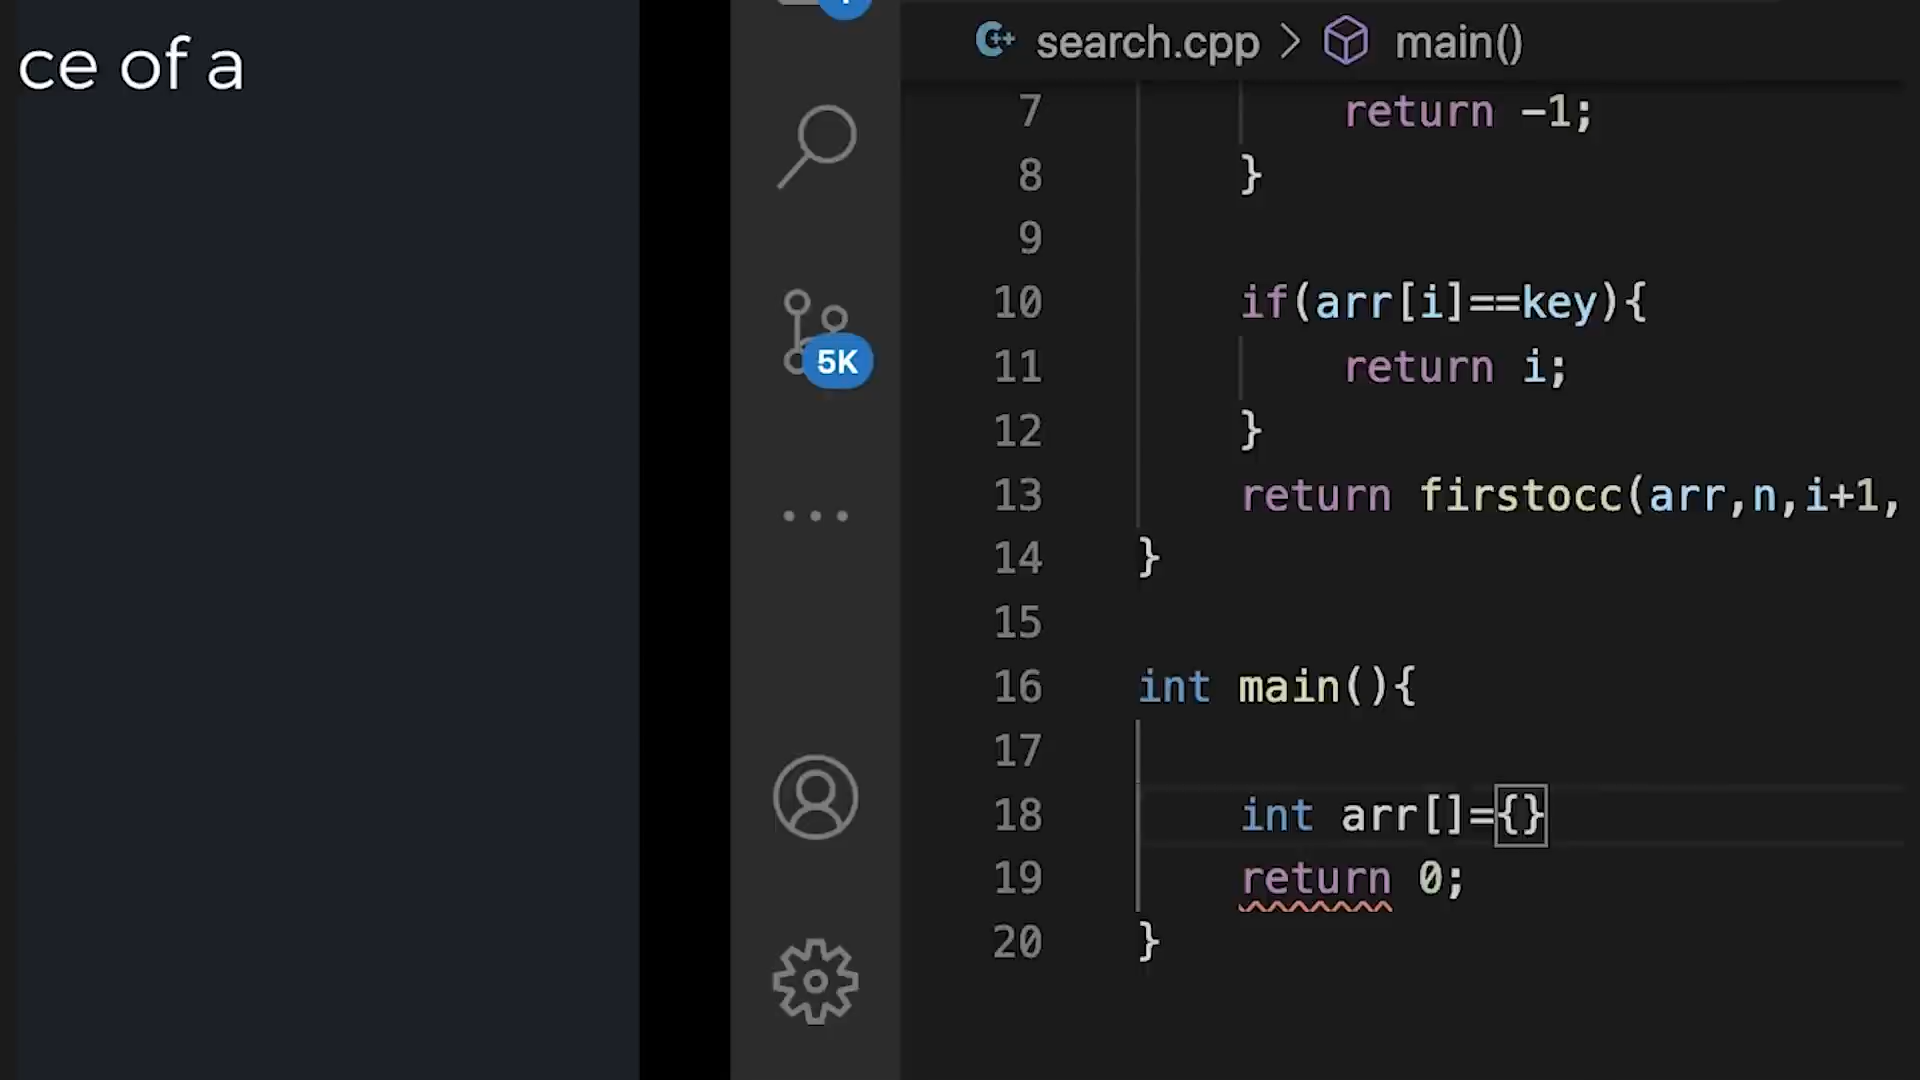 ce of a
search.cpp > main()
5K
7 return -1;
8 }
9
10 if(arr[i]==key){
11 return i;
12 }
13 return firstocc(arr,n,i+1,
14 }
15
16 int main(){
17
18 int arr[]={}
19 return 0;
20 }